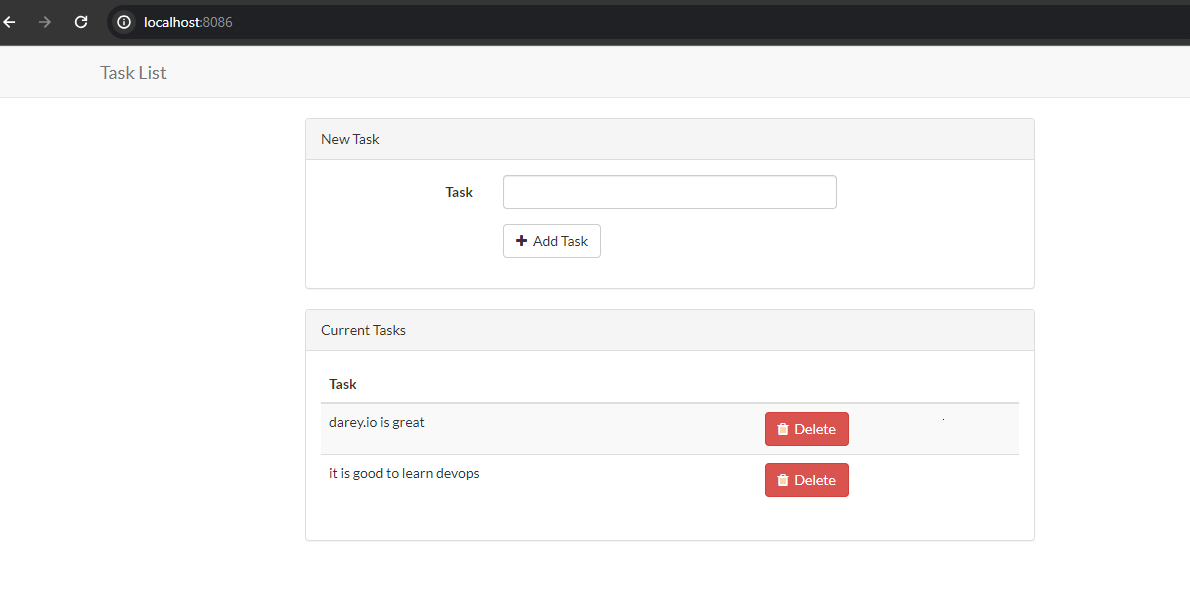 localhost:8086
Task List
New Task
Task
Add Task
Current Tasks
Task
darey.io is great
Delete
it is good to learn devops
Delete